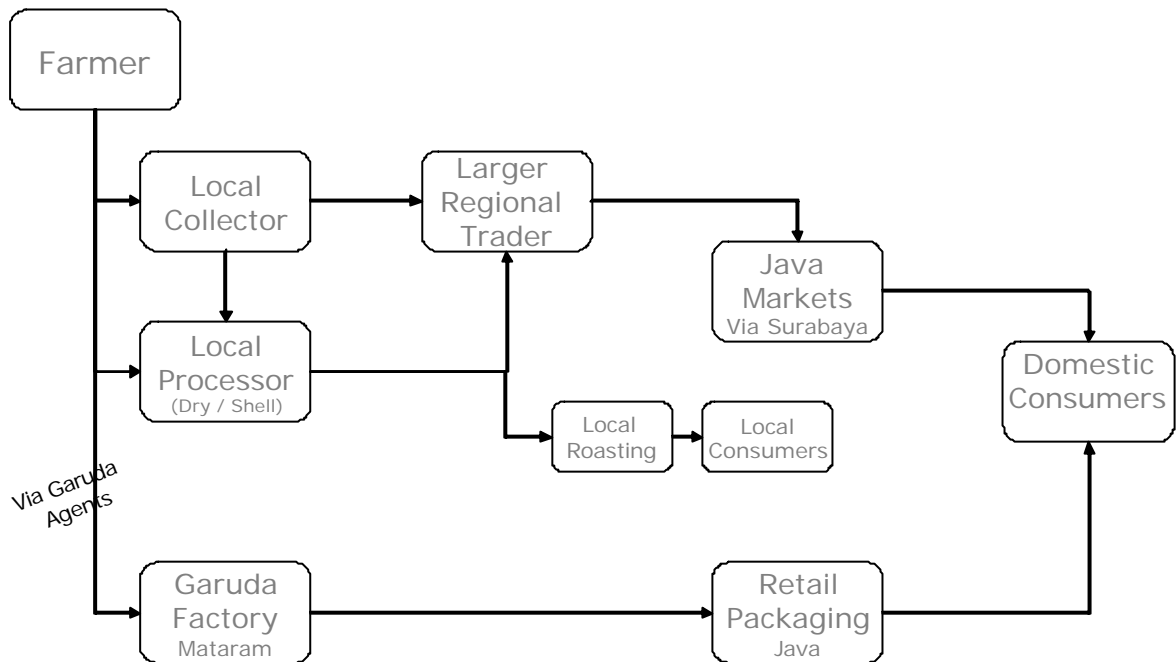 Farmer
Local
Collector
Larger
Regional
Trader
Java
Markets
Via Surabaya
Local
Processor
(Dry / Shell)
Domestic
Consumers
Local
Roasting
Local
Consumers
Via Garuda
Agents
Garuda
Factory
Mataram
Retail
Packaging
Java